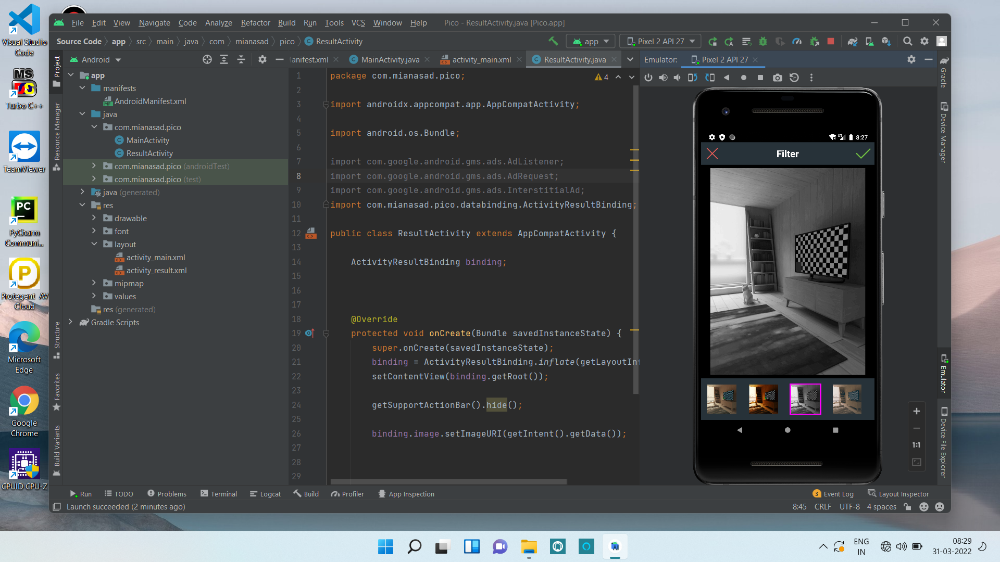 Visual Studio
Code
MS
Turbo C++
TeamViewer
PC
PyCharm
Communi...
P
Protegent AV
Cloud
Microsoft
Edge
Google
Chrome
CPUID CPU-Z
File Edit View Navigate Code Analyze Refactor Build Run Tools VCS Window Help Pico - ResultActivity.java [Pico.app]
Source Code app src main java com mianasad pico ResultActivity
app Pixel 2 API 27
Project
Resource Manager
Structure
Favorites
Build Variants
Android
anifest.xml MainActivity.java activity_main.xml ResultActivity.java
app
manifests
AndroidManifest.xml
java
com.mianasad.pico
MainActivity
ResultActivity
com.mianasad.pico (androidTest)
com.mianasad.pico (test)
java (generated)
res
drawable
font
layout
activity_main.xml
activity_result.xml
mipmap
values
res (generated)
Gradle Scripts
4
1 package com.mianasad.pico;
2
3 import androidx.appcompat.app.AppCompatActivity;
4
5 import android.os.Bundle;
6
7 import com.google.android.gms.ads.AdListener;
8 import com.google.android.gms.ads.AdRequest;
9 import com.google.android.gms.ads.InterstitialAd;
10 import com.mianasad.pico.databinding.ActivityResultBinding;
11
12 public class ResultActivity extends AppCompatActivity {
13
14 ActivityResultBinding binding;
15
16
17
18 @Override
19 protected void onCreate(Bundle savedInstanceState) {
20 super.onCreate(savedInstanceState);
21 binding = ActivityResultBinding.inflate(getLayoutInf
22 setContentView(binding.getRoot());
23
24 getSupportActionBar().hide();
25
26 binding.image.setImageURI(getIntent().getData());
27
28
29
Emulator: Pixel 2 API 27
LTE 8:27
Filter
1:1
Gradle
Device Manager
Emulator
Device File Explorer
Run TODO Problems Terminal Logcat Build Profiler App Inspection
3 Event Log Layout Inspector
Launch succeeded (2 minutes ago)
8:45 CRLF UTF-8 4 spaces
ENG
IN
08:29
31-03-2022